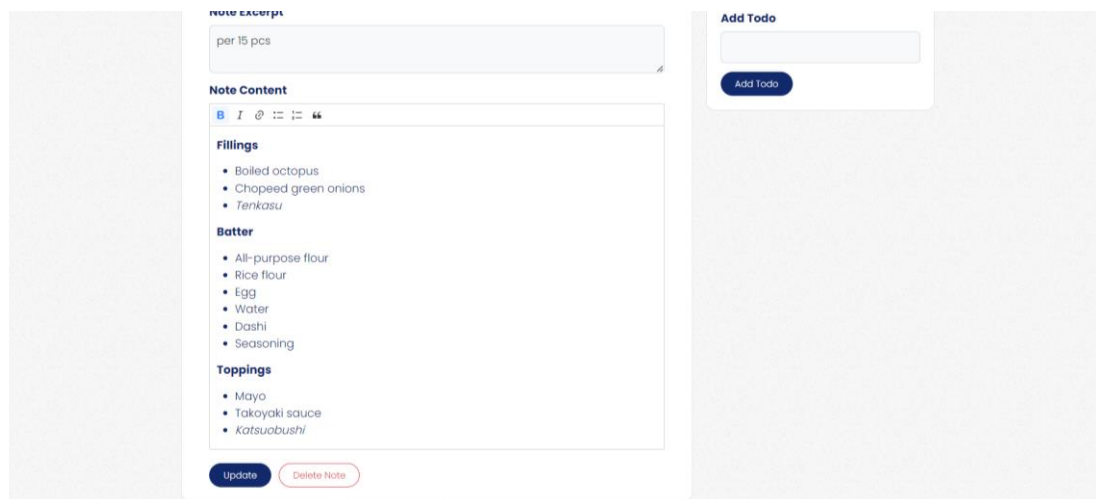 Note Excerpt
per 15 pcs
Note Content
B I
Fillings
• Boiled octopus
• Chopeed green onions
• Tenkasu
Batter
• All-purpose flour
• Rice flour
• Egg
• Water
• Dashi
• Seasoning
Toppings
• Mayo
• Takoyaki sauce
• Katsuobushi
Update Delete Note
Add Todo
Add Todo